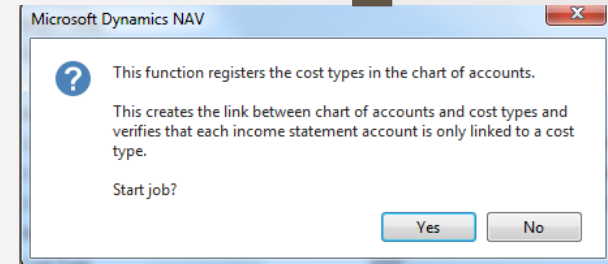 Microsoft Dynamics NAV
This function registers the cost types in the chart of accounts.
This creates the link between chart of accounts and cost types and
verifies that each income statement account is only linked to a cost
type.
Start job?
Yes No